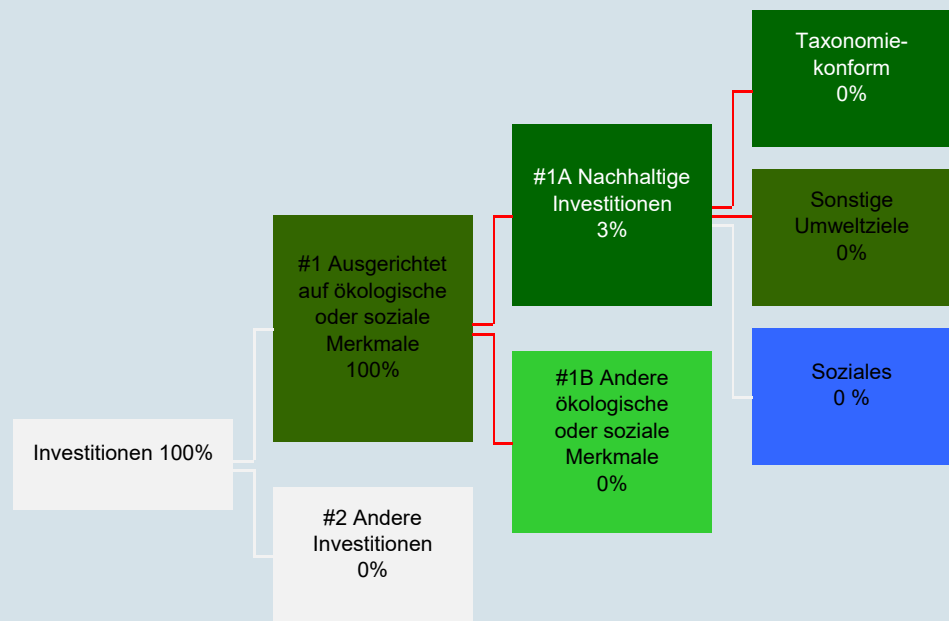 Investitionen 100%
#1 Ausgerichtet
auf ökologische
oder soziale
Merkmale
100%
#2 Andere
Investitionen
0%
#1A Nachhaltige
Investitionen
3%
#1B Andere
ökologische
oder soziale
Merkmale
0%
Taxonomie-
konform
0%
Sonstige
Umweltziele
0%
Soziales
0 %